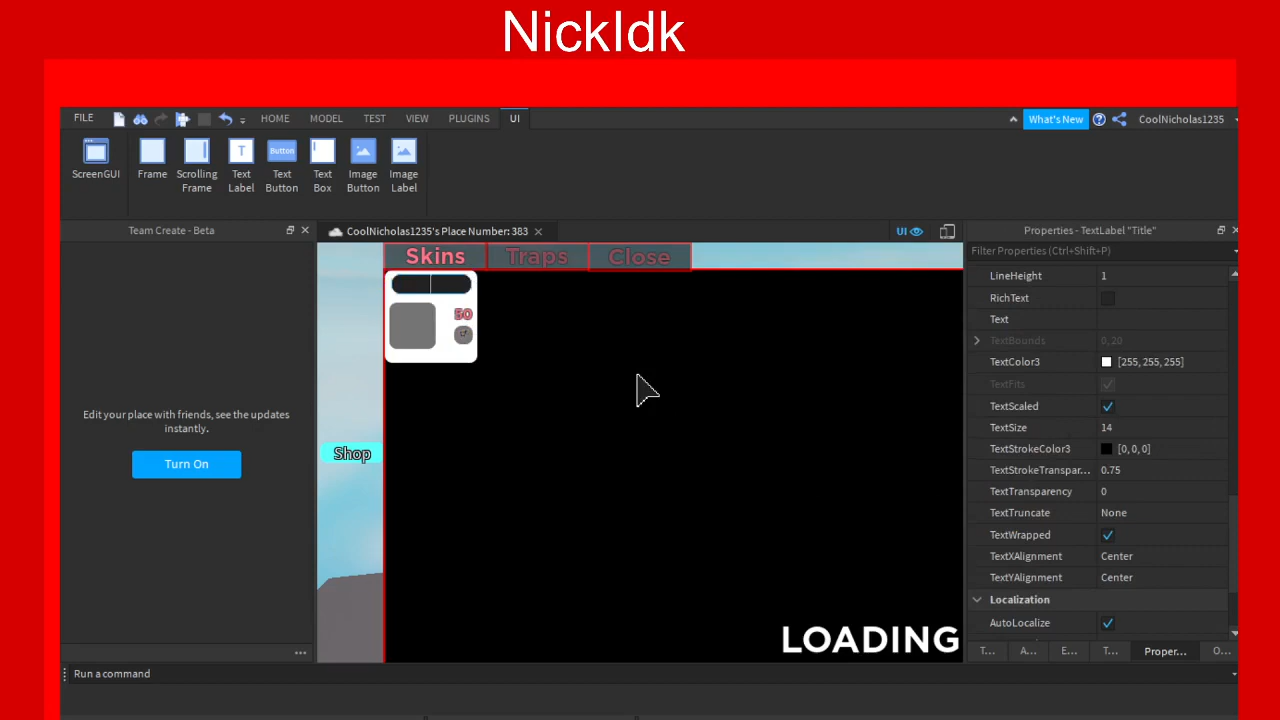 NickIdk
FILE HOME MODEL TEST VIEW PLUGINS UI What's New CoolNicholas1235
ScreenGUI Frame Scrolling Frame Text Label Text Button Text Box Image Button Image Label
Team Create - Beta
CoolNicholas1235's Place Number: 383
UI
Properties - TextLabel "Title"
Filter Properties (Ctrl+Shift+P)
Skins Traps Close
50
Shop
LOADING
Edit your place with friends, see the updates
instantly.
Turn On
LineHeight 1
RichText
Text
TextBounds 0, 20
TextColor3 [255, 255, 255]
TextFits
TextScaled
TextSize 14
TextStrokeColor3 [0, 0, 0]
TextStrokeTranspar... 0.75
TextTransparency 0
TextTruncate None
TextWrapped
TextXAlignment Center
TextYAlignment Center
Localization
AutoLocalize
T... A... E... T... Proper... O...
Run a command